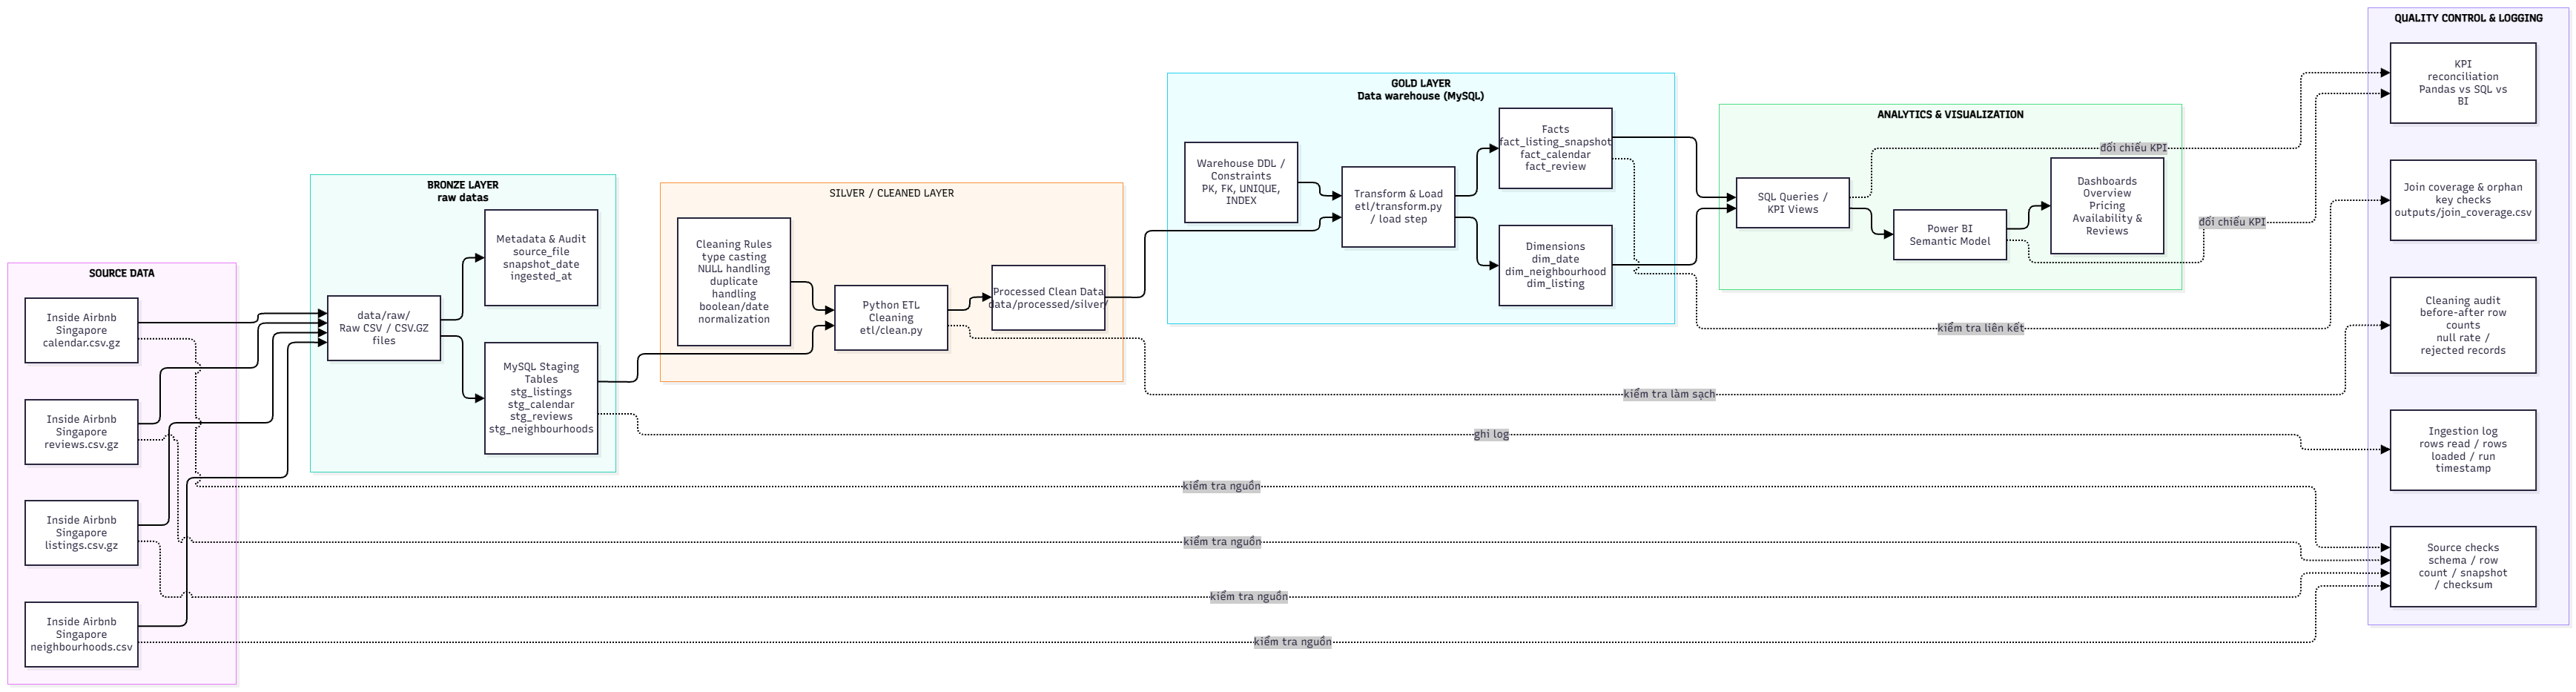 SOURCE DATA
Inside Airbnb
Singapore
calendar.csv.gz
Inside Airbnb
Singapore
reviews.csv.gz
Inside Airbnb
Singapore
listings.csv.gz
Inside Airbnb
Singapore
neighbourhoods.csv
BRONZE LAYER
raw datas
data/raw/
Raw CSV / CSV.GZ
files
Metadata & Audit
source_file
snapshot_date
ingested_at
MySQL Staging
Tables
stg_listings
stg_calendar
stg_reviews
stg_neighbourhoods
SILVER / CLEANED LAYER
Cleaning Rules
type casting
NULL handling
duplicate
handling
boolean/date
normalization
Python ETL
Cleaning
etl/clean.py
Processed Clean Data
data/processed/silver/
GOLD LAYER
Data warehouse (MySQL)
Warehouse DDL /
Constraints
PK, FK, UNIQUE,
INDEX
Transform & Load
etl/transform.py
/ load step
Facts
fact_listing_snapshot
fact_calendar
fact_review
Dimensions
dim_date
dim_neighbourhood
dim_listing
ANALYTICS & VISUALIZATION
SQL Queries /
KPI Views
Power BI
Semantic Model
Dashboards
Overview
Pricing
Availability &
Reviews
đối chiếu KPI
đối chiếu KPI
kiểm tra liên kết
kiểm tra làm sạch
ghi log
kiểm tra nguồn
kiểm tra nguồn
kiểm tra nguồn
kiểm tra nguồn
QUALITY CONTROL & LOGGING
KPI
reconciliation
Pandas vs SQL vs
BI
Join coverage & orphan
key checks
outputs/join_coverage.csv
Cleaning audit
before-after row
counts
null rate /
rejected records
Ingestion log
rows read / rows
loaded / run
timestamp
Source checks
schema / row
count / snapshot
/ checksum